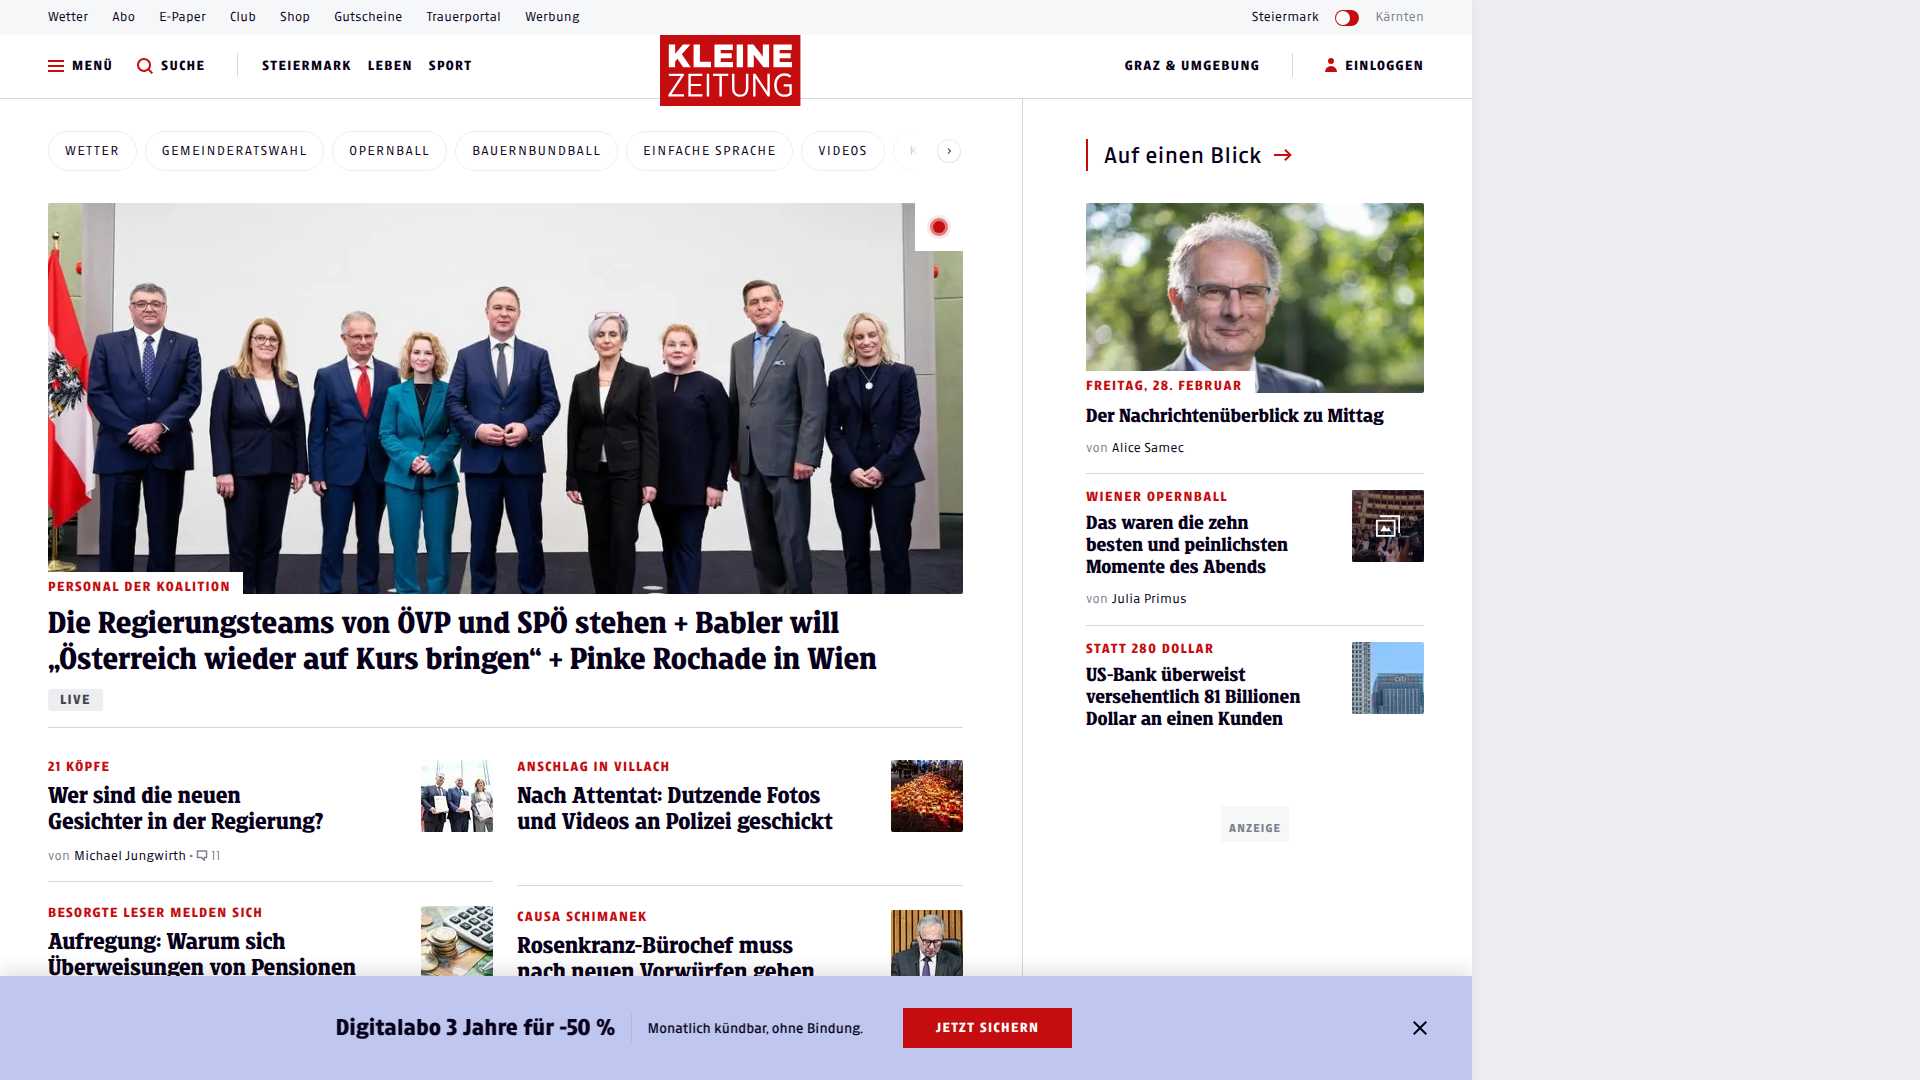 Wetter Abo E-Paper Club Shop Gutscheine Trauerportal Werbung Steiermark Kärnten
MENÜ SUCHE STEIERMARK LEBEN SPORT KLEINE ZEITUNG GRAZ & UMGEBUNG EINLOGGEN
WETTER GEMEINDERATSWAHL OPERNBALL BAUERNBUNDBALL EINFACHE SPRACHE VIDEOS K
PERSONAL DER KOALITION
Die Regierungsteams von ÖVP und SPÖ stehen + Babler will
„Österreich wieder auf Kurs bringen“ + Pinke Rochade in Wien
LIVE
21 KÖPFE
Wer sind die neuen
Gesichter in der Regierung?
von Michael Jungwirth • 11
BESORGTE LESER MELDEN SICH
Aufregung: Warum sich
Überweisungen von Pensionen
ANSCHLAG IN VILLACH
Nach Attentat: Dutzende Fotos
und Videos an Polizei geschickt
CAUSA SCHIMANEK
Rosenkranz-Bürochef muss
nach neuen Vorwürfen gehen
Auf einen Blick →
FREITAG, 28. FEBRUAR
Der Nachrichtenüberblick zu Mittag
von Alice Samec
WIENER OPERNBALL
Das waren die zehn
besten und peinlichsten
Momente des Abends
von Julia Primus
STATT 280 DOLLAR
US-Bank überweist
versehentlich 81 Billionen
Dollar an einen Kunden
citi
ANZEIGE
Digitalabo 3 Jahre für -50 % Monatlich kündbar, ohne Bindung. JETZT SICHERN